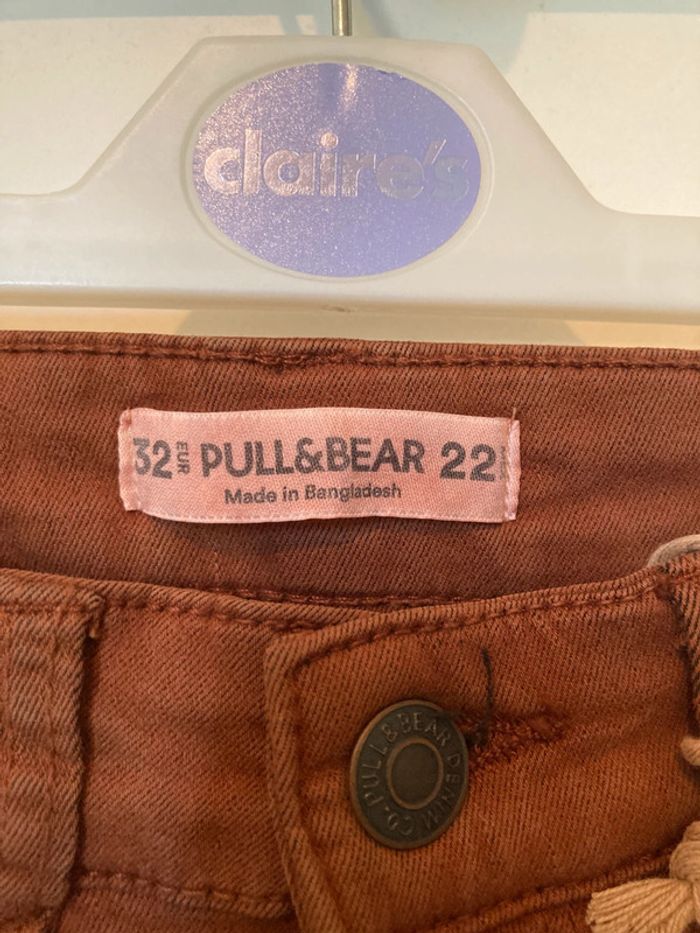 claire's
32 EUR PULL&BEAR 22
Made in Bangladesh
PULL&BEAR DENIM CO.